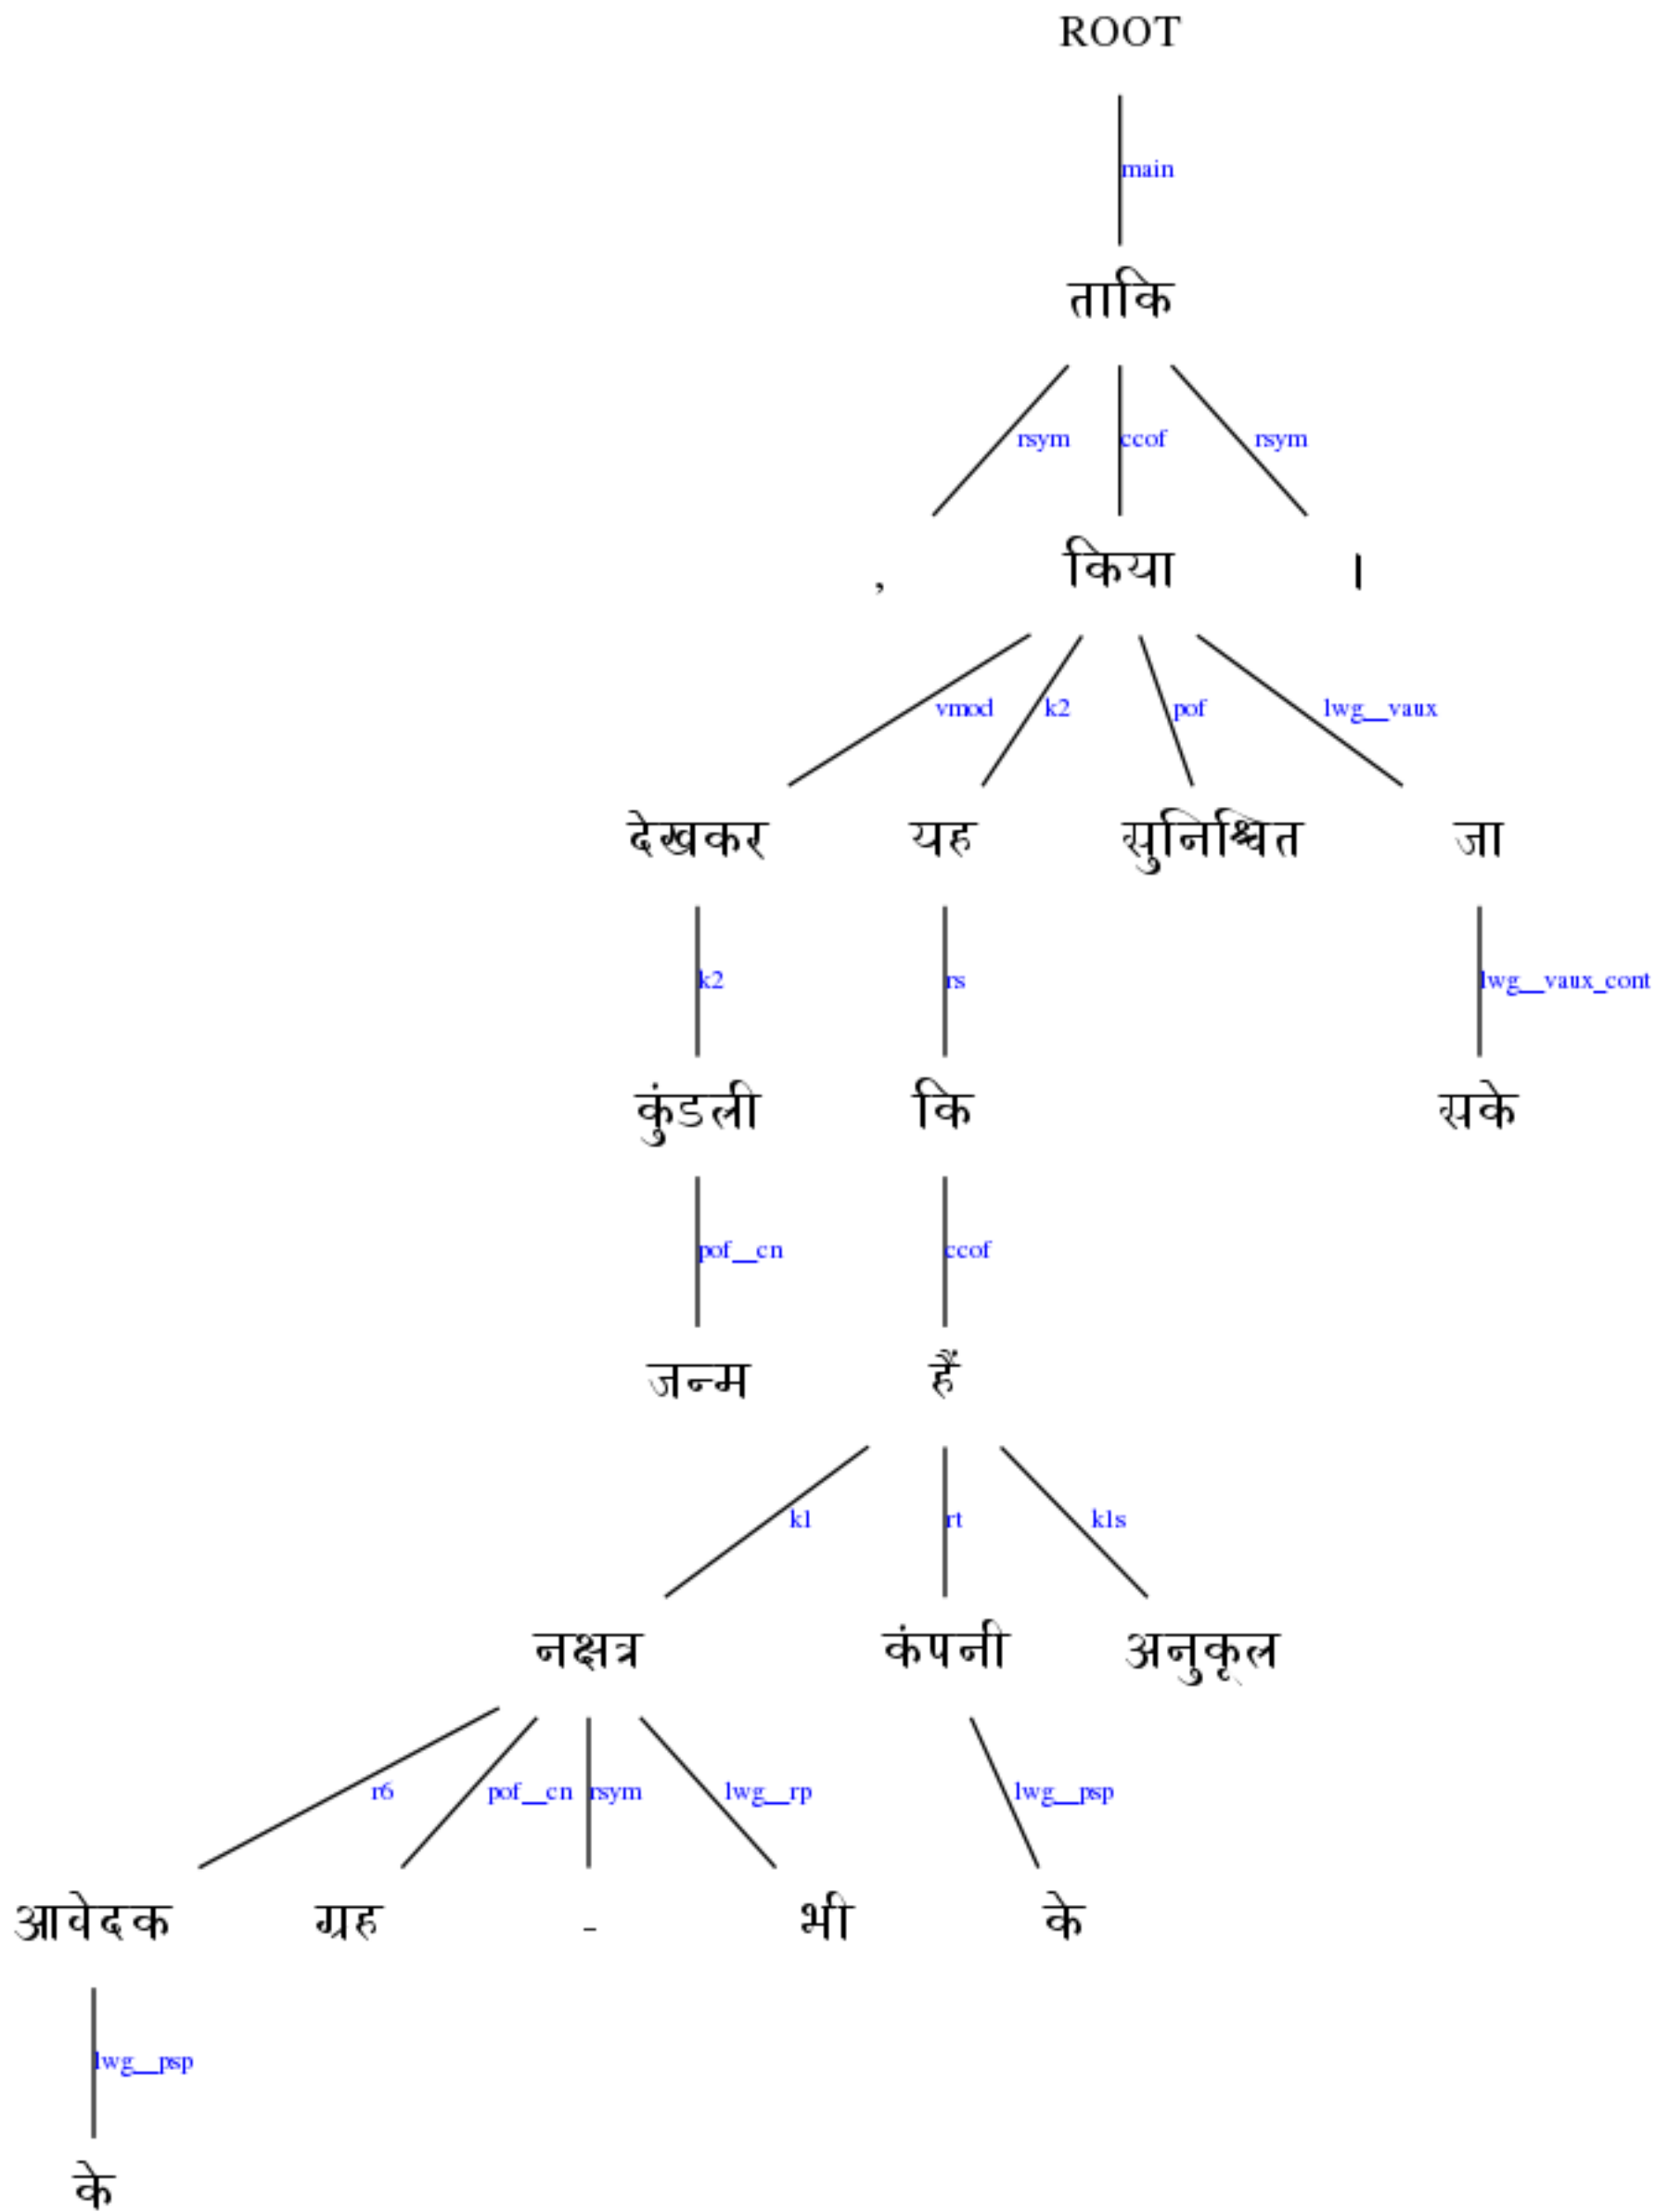 ROOT
main
ताकि
rsym ccof rsym
, किया ।
vmod k2 pof lwg__vaux
देखकर यह सुनिश्चित जा
k2 rs lwg__vaux_cont
कुंडली कि सके
pof__cn ccof
जन्म हैं
k1 rt k1s
नक्षत्र कंपनी अनुकूल
r6 pof__cn rsym lwg__rp lwg__psp
आवेदक ग्रह - भी के
lwg__psp
के